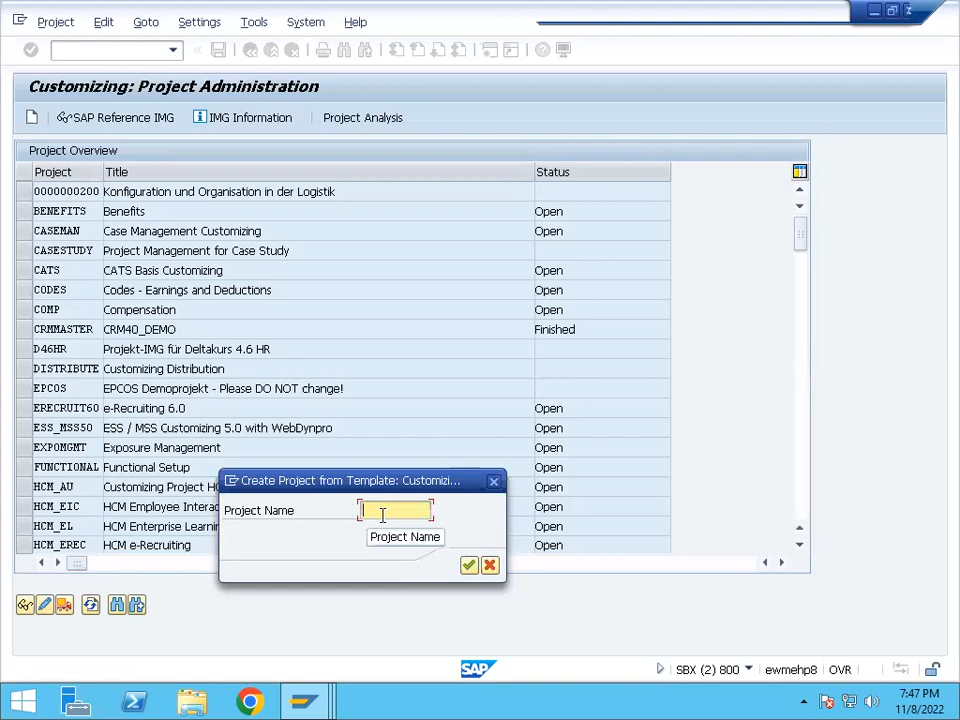 Project Edit Goto Settings Tools System Help
Customizing: Project Administration
SAP Reference IMG IMG Information Project Analysis
Project Overview
Project Title Status
0000000200 Konfiguration und Organisation in der Logistik
BENEFITS Benefits Open
CASEMAN Case Management Customizing Open
CASESTUDY Project Management for Case Study
CATS CATS Basis Customizing Open
CODES Codes - Earnings and Deductions Open
COMP Compensation Open
CRMMASTER CRM40_DEMO Finished
D46HR Projekt-IMG für Deltakurs 4.6 HR
DISTRIBUTE Customizing Distribution
EPCOS EPCOS Demoprojekt - Please DO NOT change!
ERECRUIT60 e-Recruiting 6.0 Open
ESS_MSS50 ESS / MSS Customizing 5.0 with WebDynpro Open
EXPOMGMT Exposure Management Open
FUNCTIONAL Functional Setup Open
HCM_AU Customizing Project HC Open
HCM_EIC HCM Employee Interac Open
HCM_EL HCM Enterprise Learnin Open
HCM_EREC HCM e-Recruiting Open
Create Project from Template: Customizi...
Project Name
Project Name
SAP SBX (2) 800 ewmehp8 OVR
7:47 PM
11/8/2022